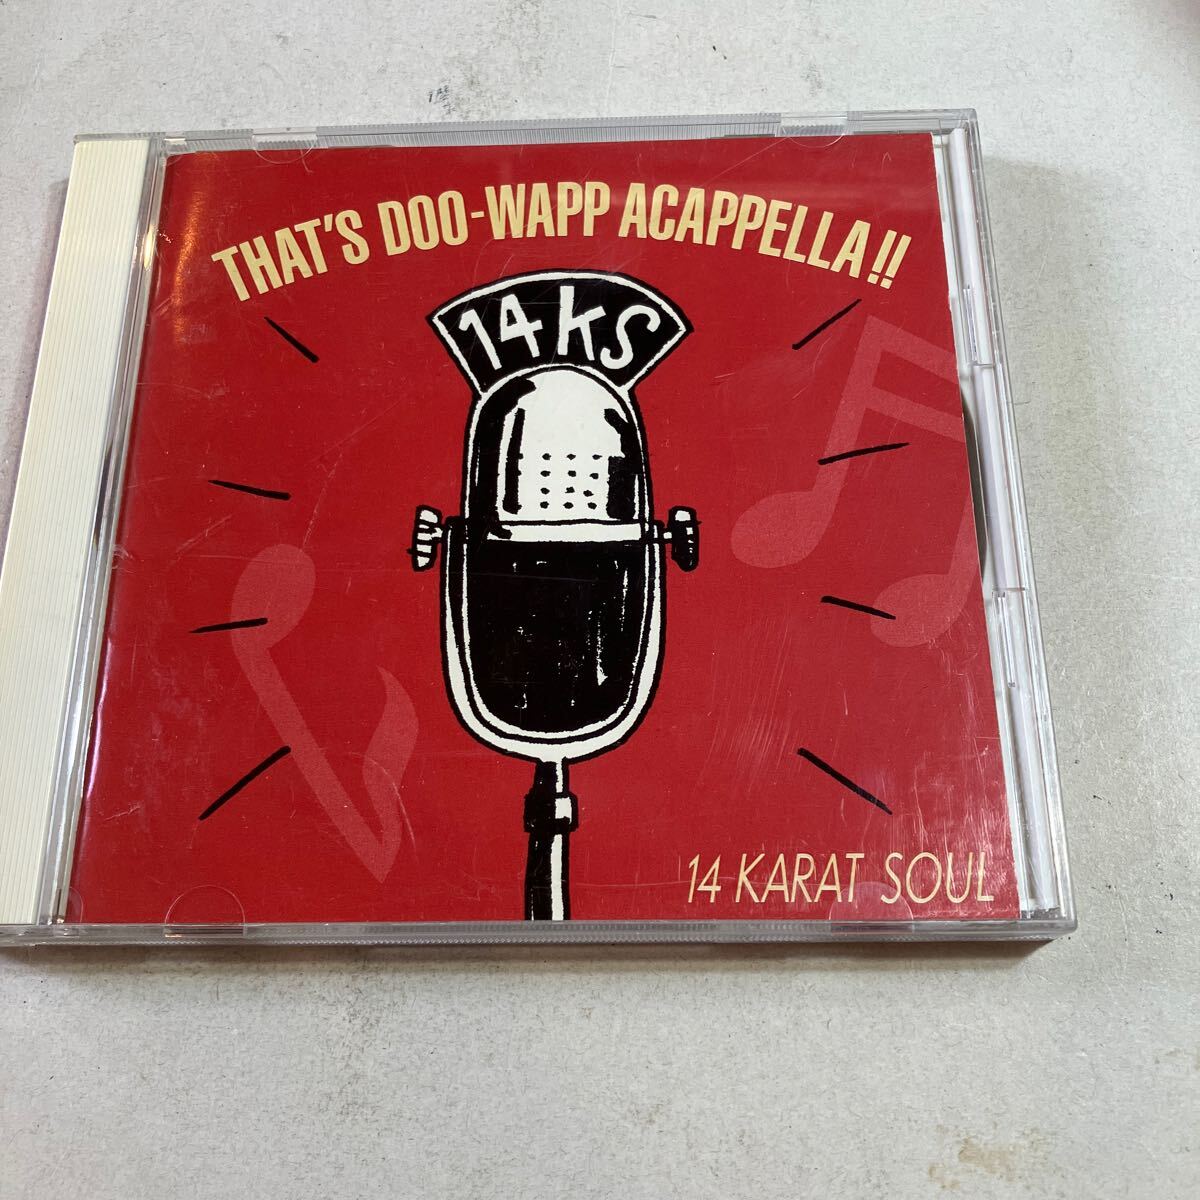 THAT'S DOO-WAPP ACAPPELLA!!
14KS
14 KARAT SOUL